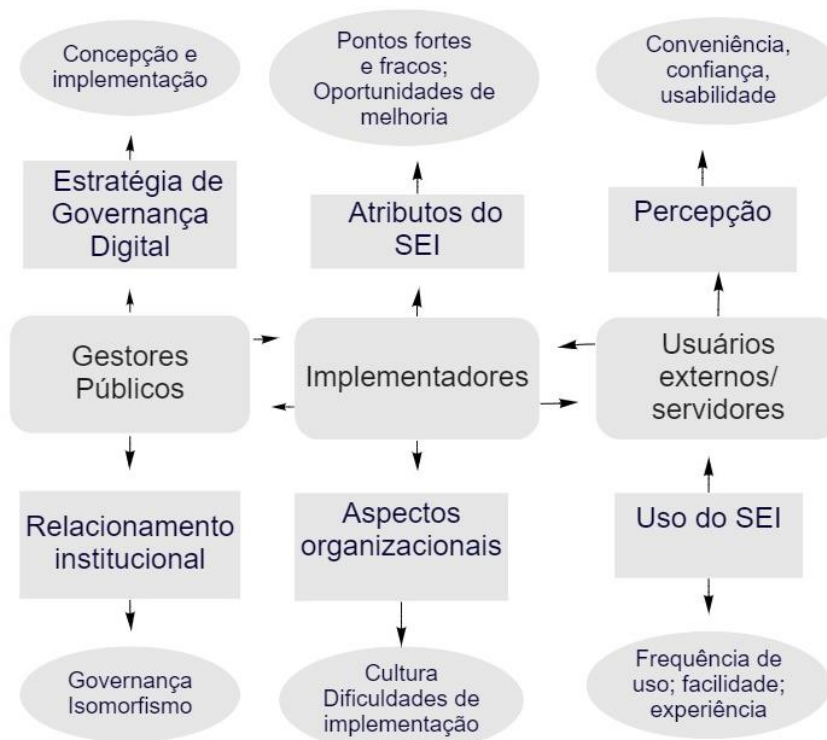 Concepção e
implementação
Pontos fortes
e fracos;
Oportunidades de
melhoria
Conveniência,
confiança,
usabilidade
Estratégia de
Governança
Digital
Atributos do
SEI
Percepção
Gestores
Públicos
Implementadores
Usuários
externos/
servidores
Relacionamento
institucional
Aspectos
organizacionais
Uso do SEI
Governança
Isomorfismo
Cultura
Dificuldades de
implementação
Frequência de
uso; facilidade;
experiência